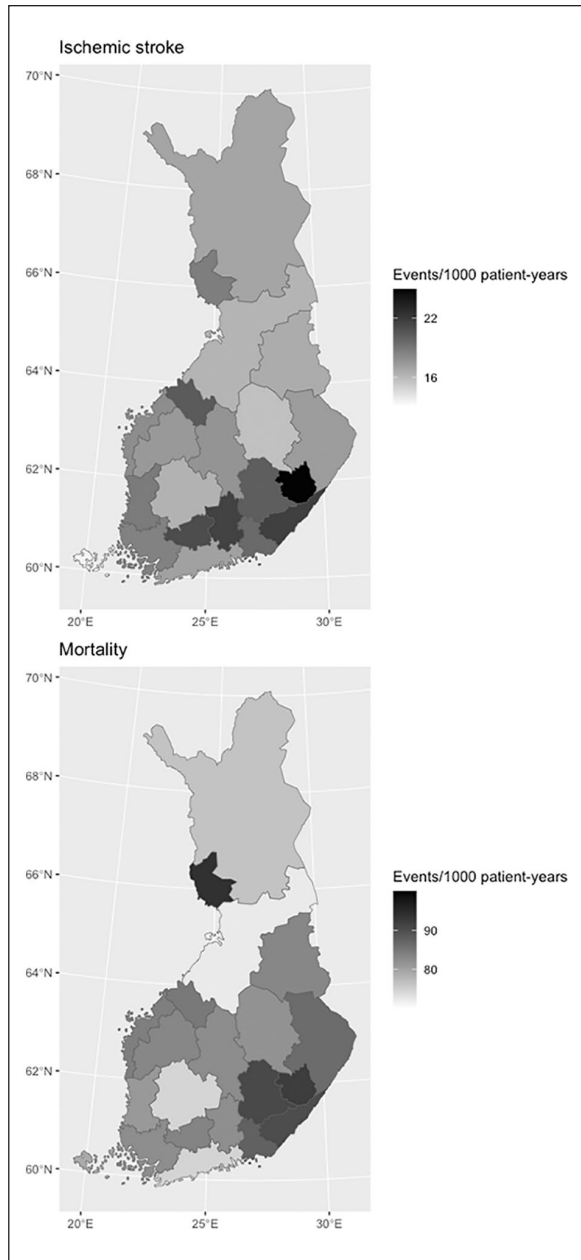 Ischemic stroke
70°N
68°N
66°N
64°N
62°N
60°N
20°E 25°E 30°E
Events/1000 patient-years
22
16
Mortality
70°N
68°N
66°N
64°N
62°N
60°N
20°E 25°E 30°E
Events/1000 patient-years
90
80